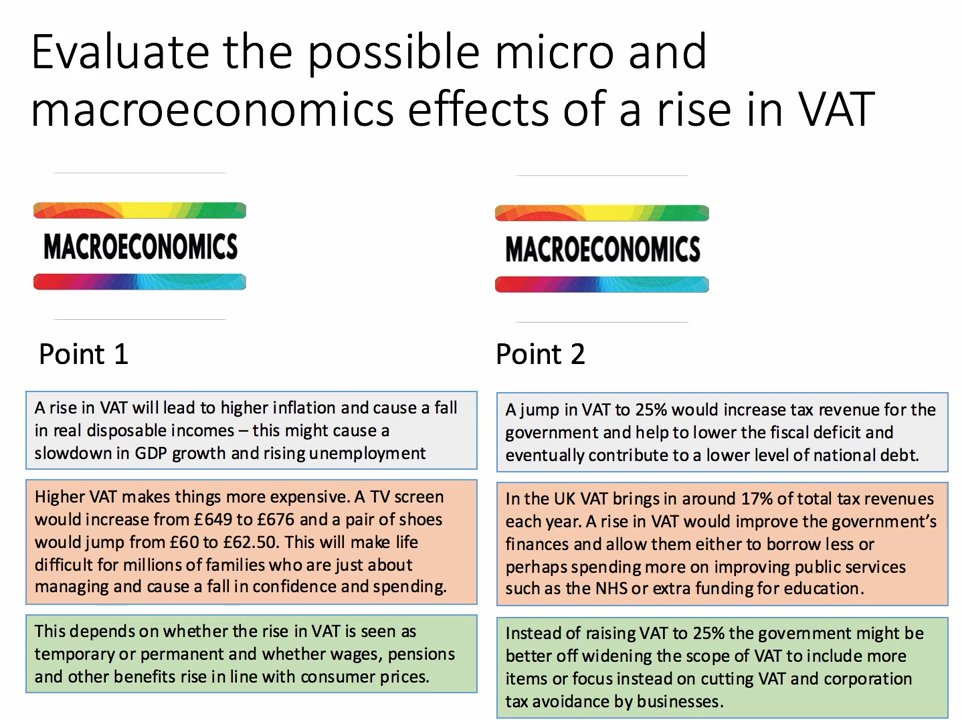 Evaluate the possible micro and
macroeconomics effects of a rise in VAT
MACROECONOMICS
MACROECONOMICS
Point 1
A rise in VAT will lead to higher inflation and cause a fall
in real disposable incomes – this might cause a
slowdown in GDP growth and rising unemployment
Higher VAT makes things more expensive. A TV screen
would increase from £649 to £676 and a pair of shoes
would jump from £60 to £62.50. This will make life
difficult for millions of families who are just about
managing and cause a fall in confidence and spending.
This depends on whether the rise in VAT is seen as
temporary or permanent and whether wages, pensions
and other benefits rise in line with consumer prices.
Point 2
A jump in VAT to 25% would increase tax revenue for the
government and help to lower the fiscal deficit and
eventually contribute to a lower level of national debt.
In the UK VAT brings in around 17% of total tax revenues
each year. A rise in VAT would improve the government’s
finances and allow them either to borrow less or
perhaps spending more on improving public services
such as the NHS or extra funding for education.
Instead of raising VAT to 25% the government might be
better off widening the scope of VAT to include more
items or focus instead on cutting VAT and corporation
tax avoidance by businesses.